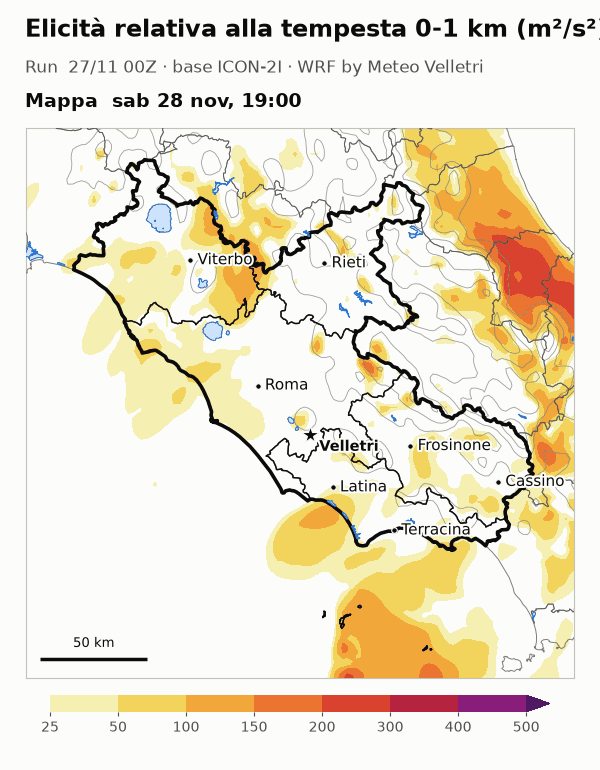 Elicità relativa alla tempesta 0-1 km (m²/s²)
Run 27/11 00Z · base ICON-2I · WRF by Meteo Velletri
Mappa sab 28 nov, 19:00
Viterbo
Rieti
Roma
Velletri
Frosinone
Latina
Cassino
Terracina
50 km
25 50 100 150 200 300 400 500